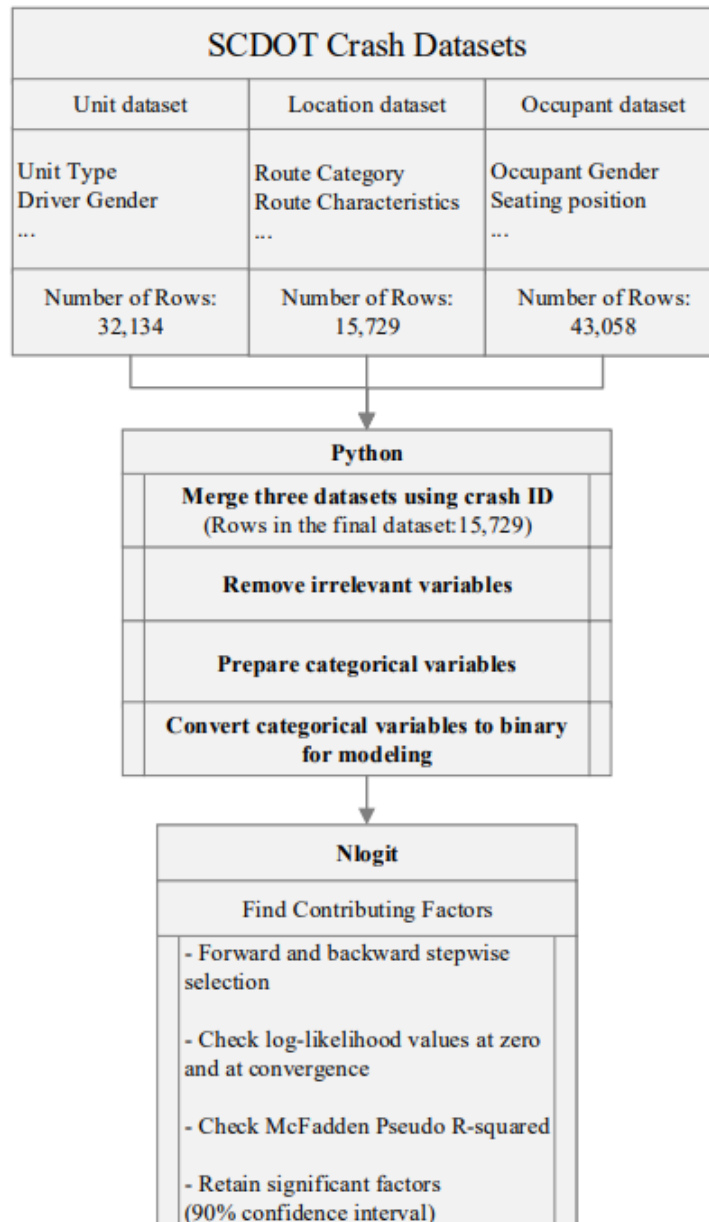 SCDOT Crash Datasets
Unit dataset
Location dataset
Occupant dataset
Unit Type
Driver Gender
...
Route Category
Route Characteristics
...
Occupant Gender
Seating position
...
Number of Rows:
32,134
Number of Rows:
15,729
Number of Rows:
43,058
Python
Merge three datasets using crash ID
(Rows in the final dataset:15,729)
Remove irrelevant variables
Prepare categorical variables
Convert categorical variables to binary
for modeling
Nlogit
Find Contributing Factors
- Forward and backward stepwise
selection
- Check log-likelihood values at zero
and at convergence
- Check McFadden Pseudo R-squared
- Retain significant factors
(90% confidence interval)